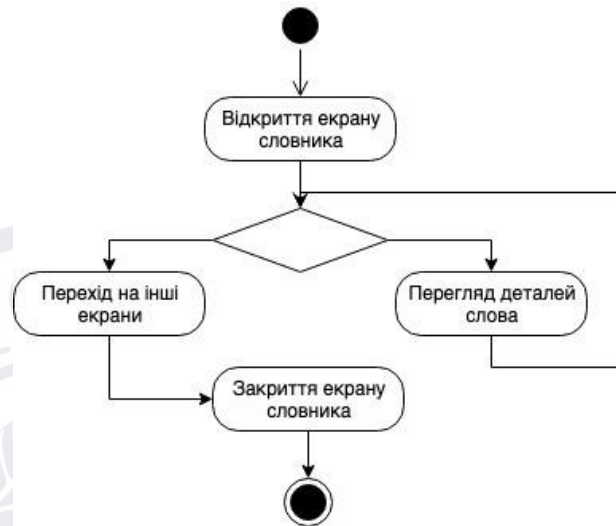 Відкриття екрану
словника
Перехід на інші
екрани
Перегляд деталей
слова
Закриття екрану
словника